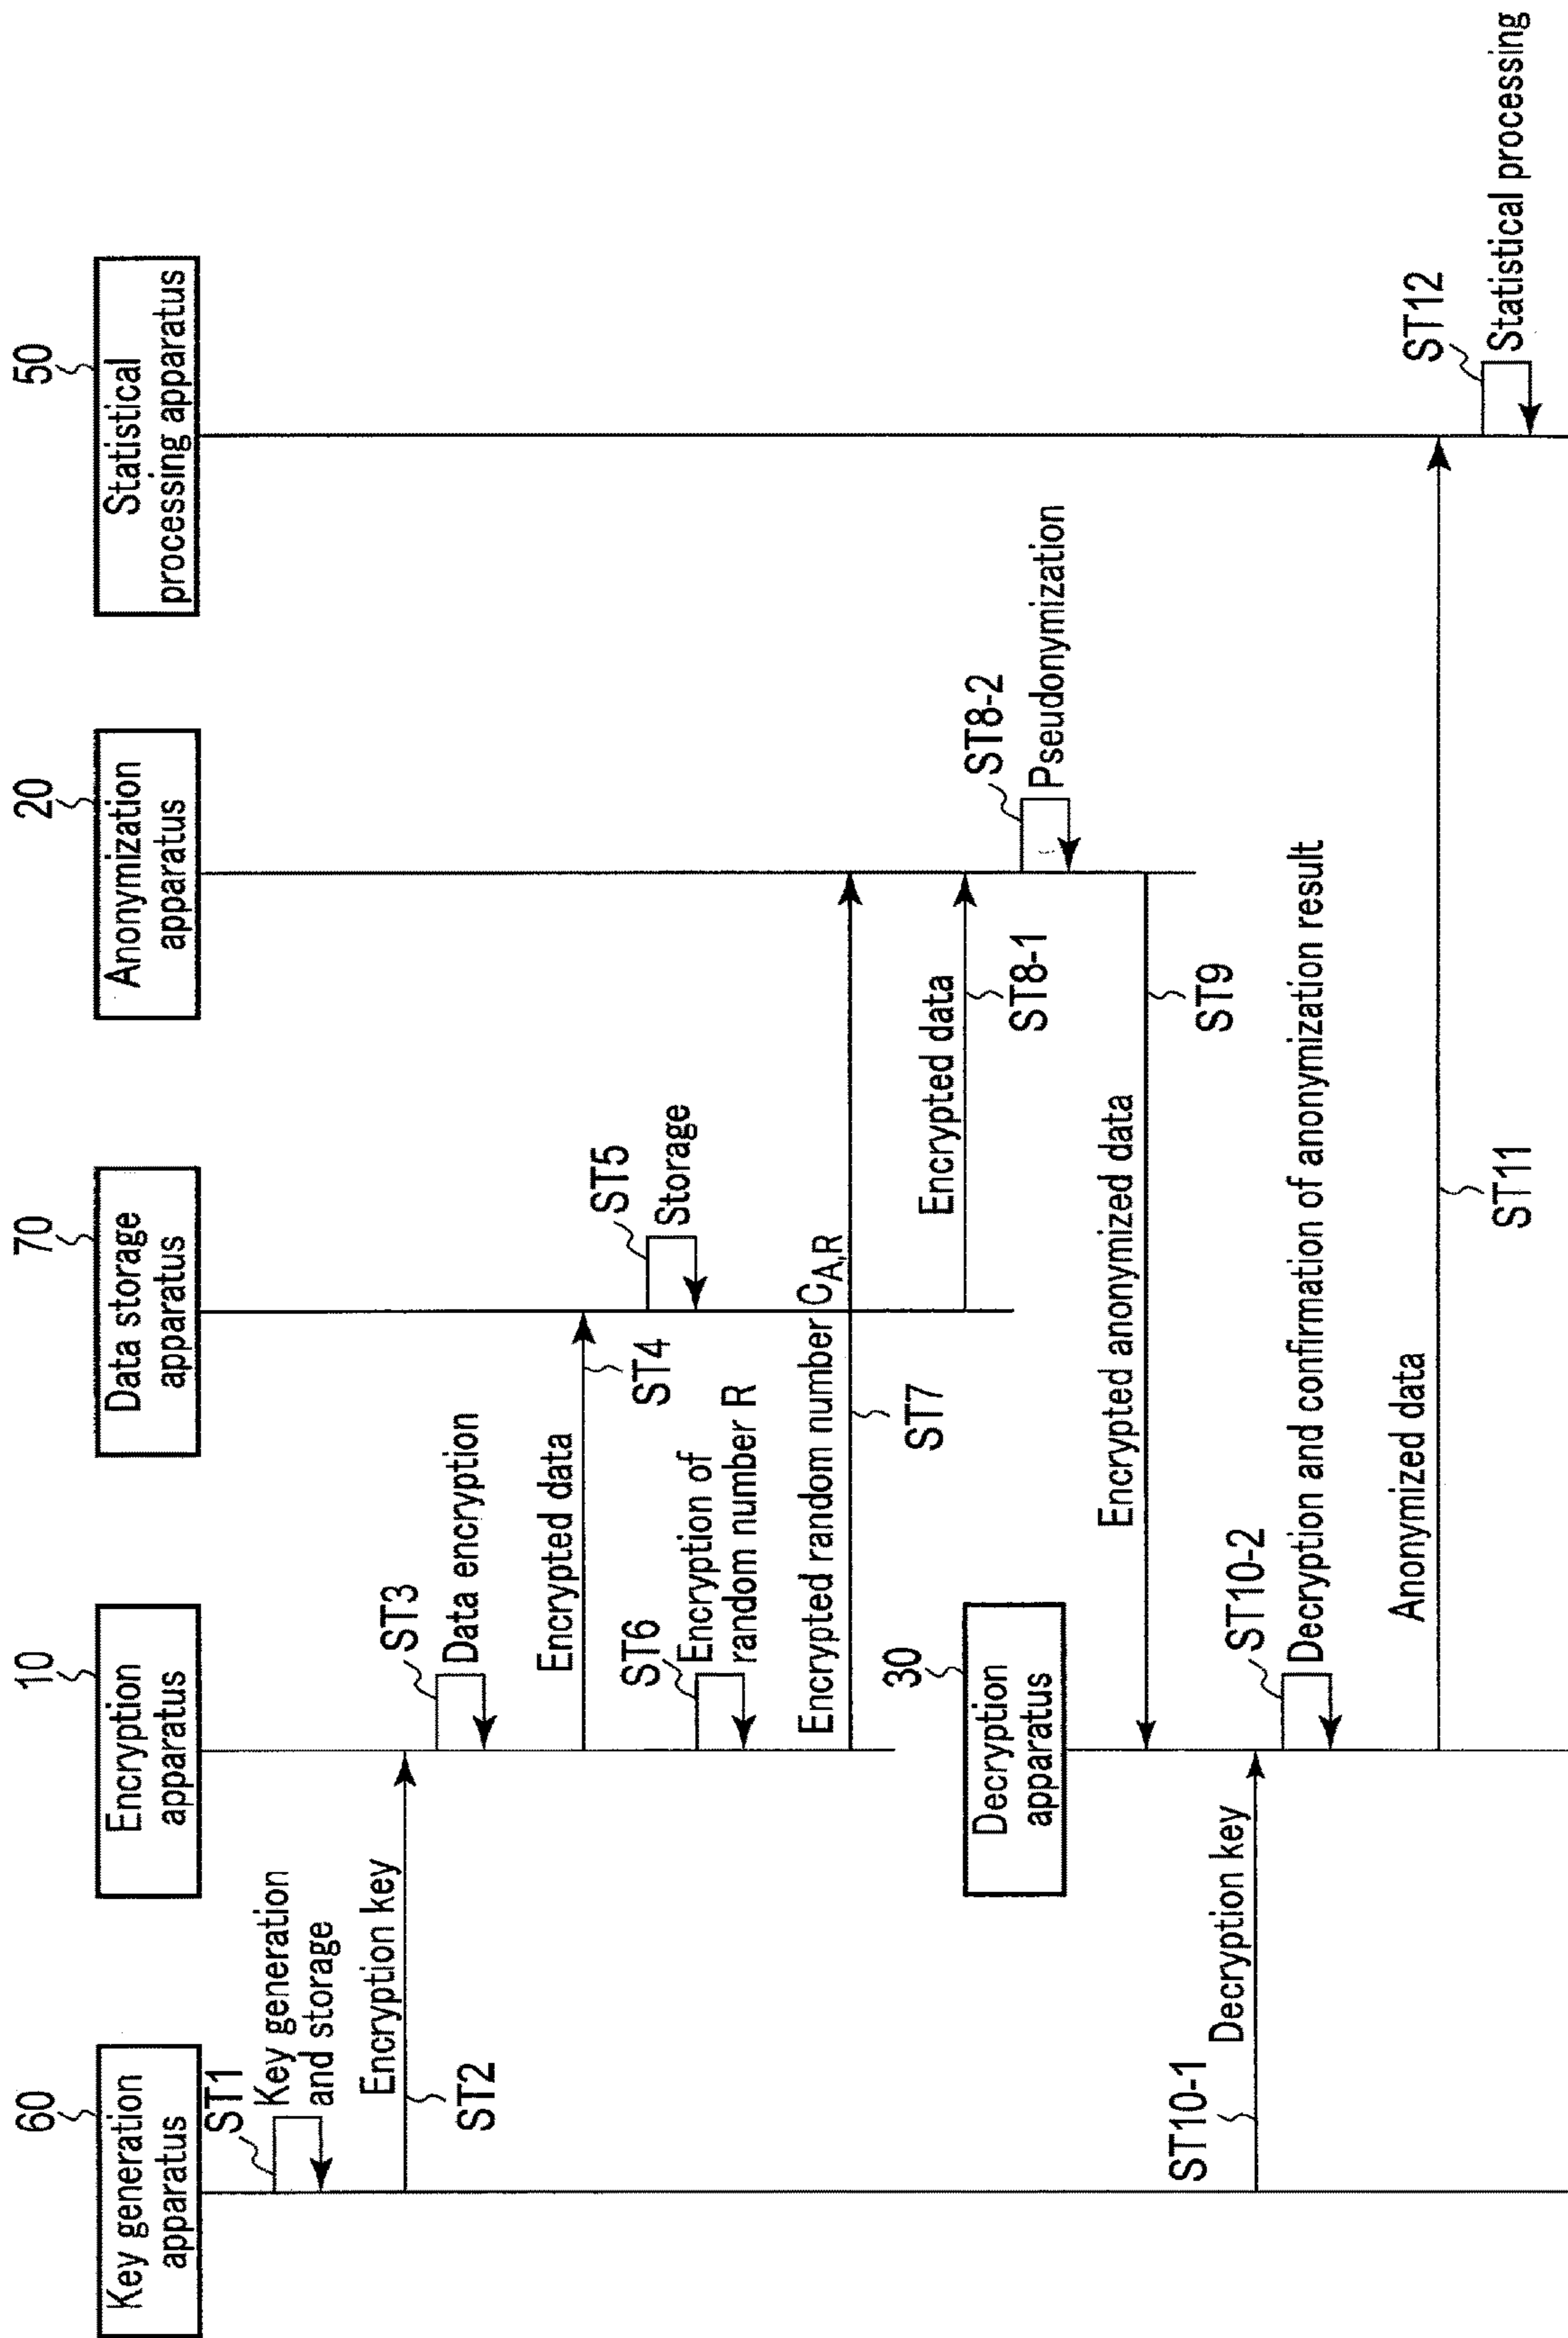 60
Key generation
apparatus
10
Encryption
apparatus
70
Data storage
apparatus
20
Anonymization
apparatus
50
Statistical
processing apparatus
ST1
Key generation
and storage
Encryption key
ST2
ST3
Data encryption
Encrypted data
ST4
ST5
Storage
ST6
Encryption of
random number R
Encrypted random number C_A,R
ST7
Encrypted data
ST8-1
ST8-2
Pseudonymization
30
Decryption
apparatus
Encrypted anonymized data
ST9
ST10-1
Decryption key
ST10-2
Decryption and confirmation of anonymization result
Anonymized data
ST11
ST12
Statistical processing